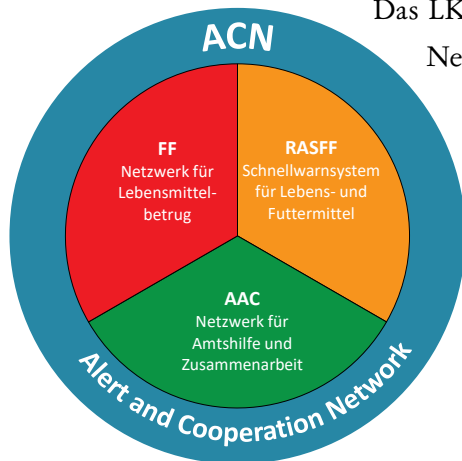 Das LK
Ne
ACN
FF
Netzwerk für
Lebensmittel-
betrug
RASFF
Schnellwarnsystem
für Lebens- und
Futtermittel
AAC
Netzwerk für
Amtshilfe und
Zusammenarbeit
Alert and Cooperation Network